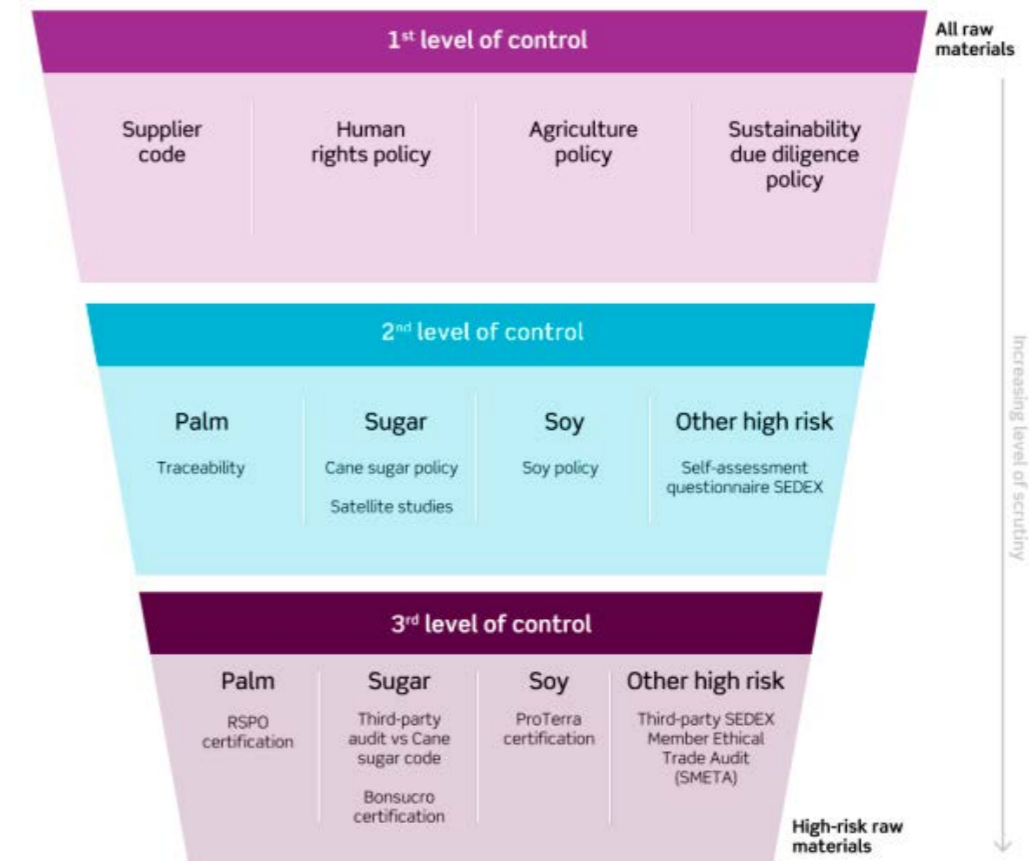 1st level of control
All raw
materials
Supplier
code
Human
rights policy
Agriculture
policy
Sustainability
due diligence
policy
2nd level of control
Palm
Traceability
Sugar
Cane sugar policy
Satellite studies
Soy
Soy policy
Other high risk
Self-assessment
questionnaire SEDEX
Increasing level of scrutiny
3rd level of control
Palm
RSPO
certification
Sugar
Third-party
audit vs Cane
sugar code
Bonsucro
certification
Soy
ProTerra
certification
Other high risk
Third-party SEDEX
Member Ethical
Trade Audit
(SMETA)
High-risk raw
materials